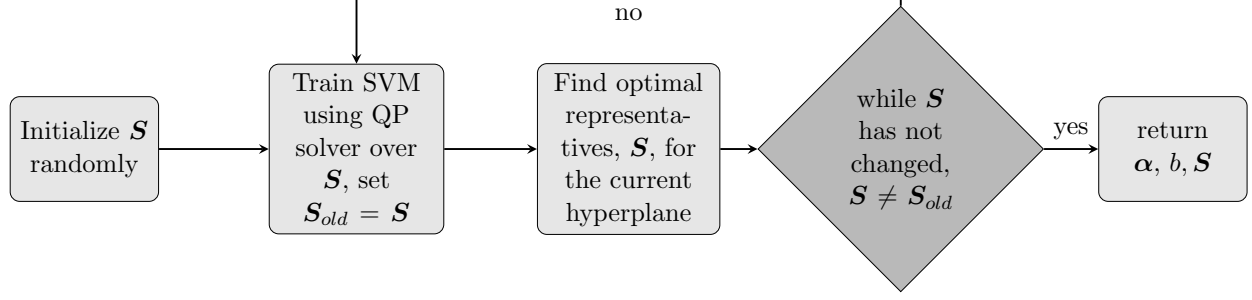 no
Initialize S
randomly
Train SVM
using QP
solver over
S, set
S_old = S
Find optimal
representa-
tives, S, for
the current
hyperplane
while S
has not
changed,
S ≠ S_old
yes
return
α, b, S